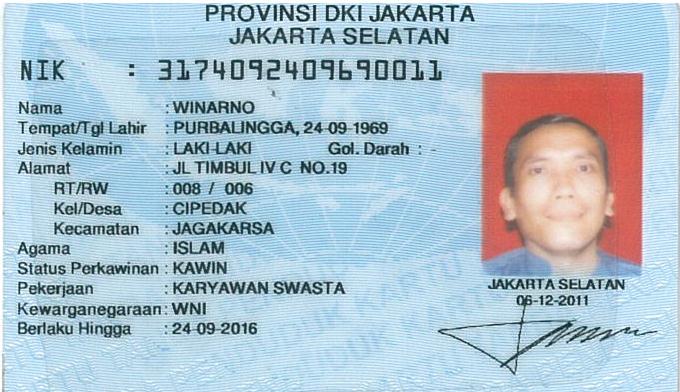 PROVINSI DKI JAKARTA
JAKARTA SELATAN
NIK : 3174092409690011
Nama : WINARNO
Tempat/Tgl Lahir : PURBALINGGA, 24-09-1969
Jenis Kelamin : LAKI-LAKI Gol. Darah : -
Alamat : JL TIMBUL IV C NO.19
RT/RW : 008 / 006
Kel/Desa : CIPEDAK
Kecamatan : JAGAKARSA
Agama : ISLAM
Status Perkawinan : KAWIN
Pekerjaan : KARYAWAN SWASTA
Kewarganegaraan : WNI
Berlaku Hingga : 24-09-2016
JAKARTA SELATAN
06-12-2011